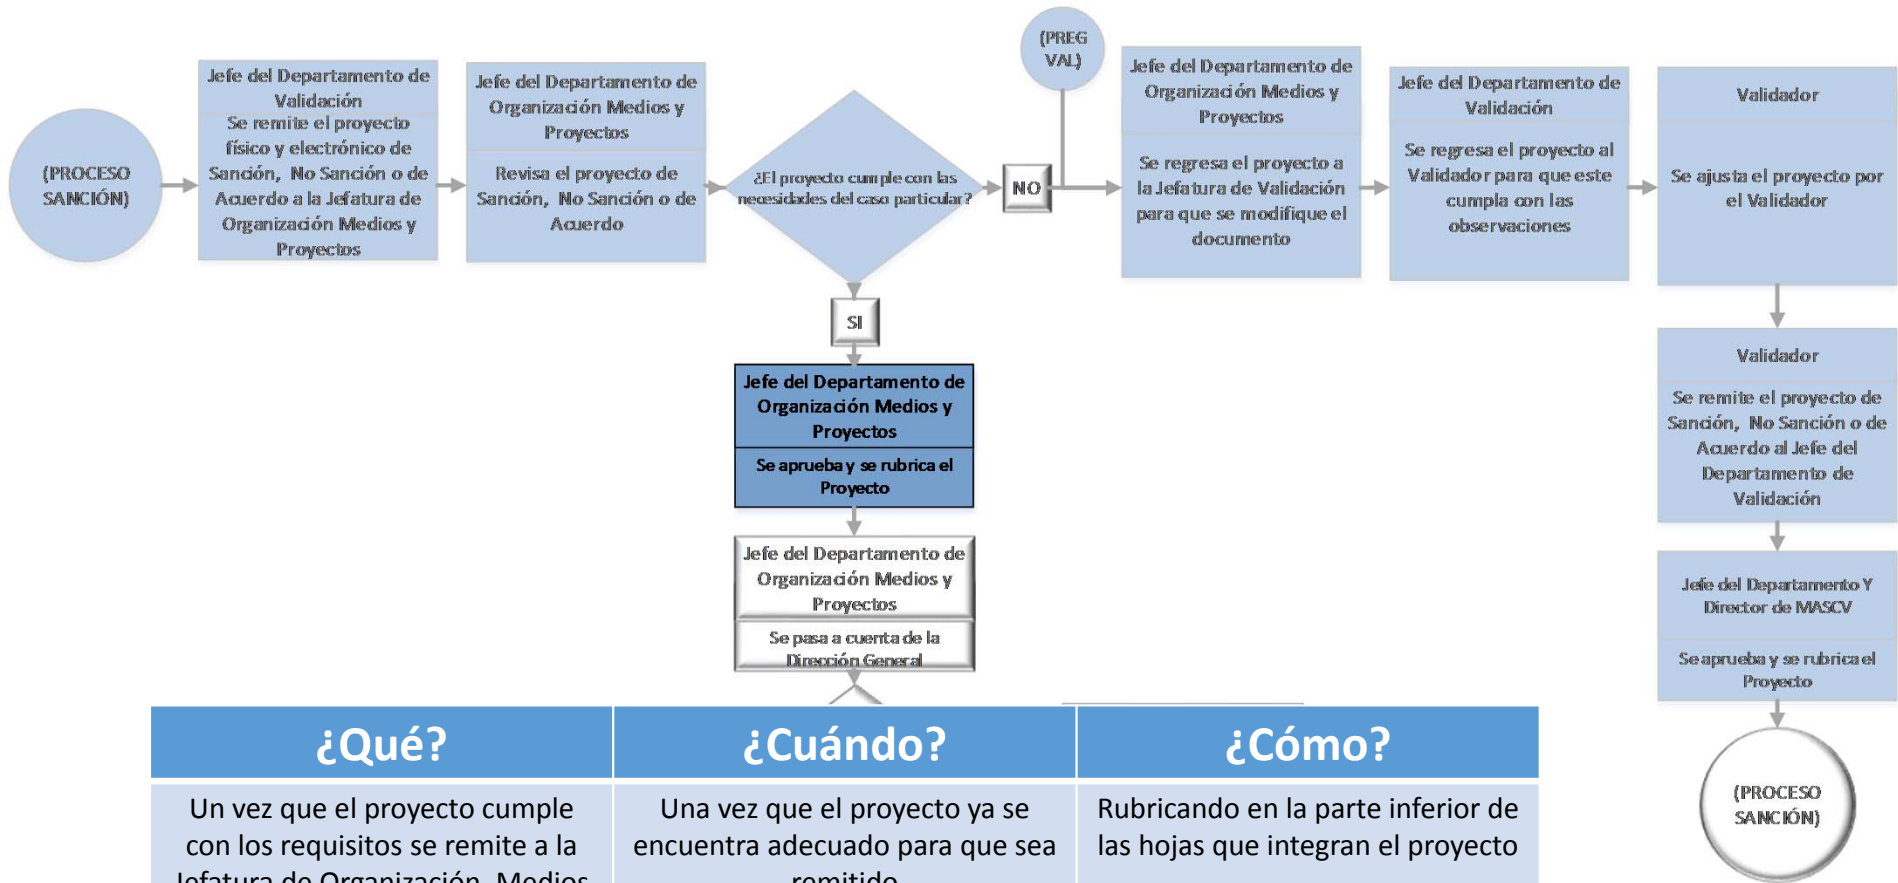 (PROCESO
SANCIÓN)
Jefe del Departamento de
Validación
Se remite el proyecto
físico y electrónico de
Sanción, No Sanción o de
Acuerdo a la Jefatura de
Organización Medios y
Proyectos
Jefe del Departamento de
Organización Medios y
Proyectos
Revisa el proyecto de
Sanción, No Sanción o de
Acuerdo
¿El proyecto cumple con las
necesidades del caso particular?
NO
(PREG
VAL)
Jefe del Departamento de
Organización Medios y
Proyectos
Se regresa el proyecto a
la Jefatura de Validación
para que se modifique el
documento
Jefe del Departamento de
Validación
Se regresa el proyecto al
Validador para que este
cumpla con las
observaciones
Validador
Se ajusta el proyecto por
el Validador
Validador
Se remite el proyecto de
Sanción, No Sanción o de
Acuerdo al Jefe del
Departamento de
Validación
Jefe del Departamento Y
Director de MASCV
Se aprueba y se rubrica el
Proyecto
(PROCESO
SANCIÓN)
SI
Jefe del Departamento de
Organización Medios y
Proyectos
Se aprueba y se rubrica el
Proyecto
Jefe del Departamento de
Organización Medios y
Proyectos
Se pasa a cuenta de la
Dirección General
¿Qué?
¿Cuándo?
¿Cómo?
Un vez que el proyecto cumple
con los requisitos se remite a la
Jefatura de Organización, Medios
Una vez que el proyecto ya se
encuentra adecuado para que sea
remitido
Rubricando en la parte inferior de
las hojas que integran el proyecto